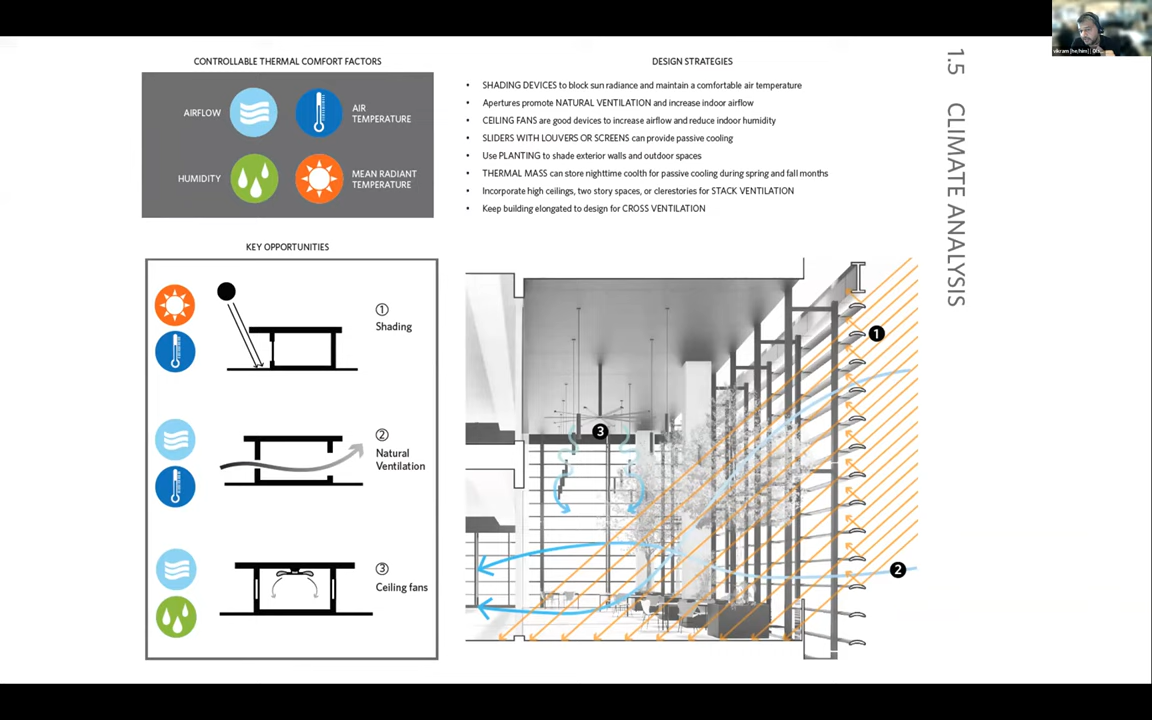 CONTROLLABLE THERMAL COMFORT FACTORS
AIRFLOW
AIR
TEMPERATURE
HUMIDITY
MEAN RADIANT
TEMPERATURE
DESIGN STRATEGIES
• SHADING DEVICES to block sun radiance and maintain a comfortable air temperature
• Apertures promote NATURAL VENTILATION and increase indoor airflow
• CEILING FANS are good devices to increase airflow and reduce indoor humidity
• SLIDERS WITH LOUVERS OR SCREENS can provide passive cooling
• Use PLANTING to shade exterior walls and outdoor spaces
• THERMAL MASS can store nighttime coolth for passive cooling during spring and fall months
• Incorporate high ceilings, two story spaces, or clerestories for STACK VENTILATION
• Keep building elongated to design for CROSS VENTILATION
1.5 CLIMATE ANALYSIS
KEY OPPORTUNITIES
1
Shading
2
Natural
Ventilation
3
Ceiling fans
1
3
2
vikram [he/him]